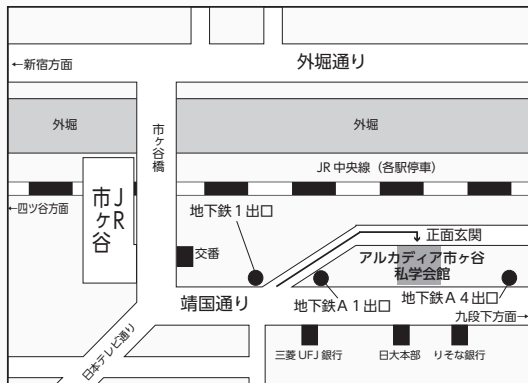 外堀通り
←新宿方面
外堀
市ヶ谷橋
外堀
JR中央線（各駅停車）
←四ツ谷方面
JR
市ヶ谷
地下鉄1出口
正面玄関
交番
アルカディア市ヶ谷
私学会館
靖国通り
地下鉄A1出口
地下鉄A4出口
九段下方面→
日本テレビ通り
三菱UFJ銀行
日大本部
りそな銀行